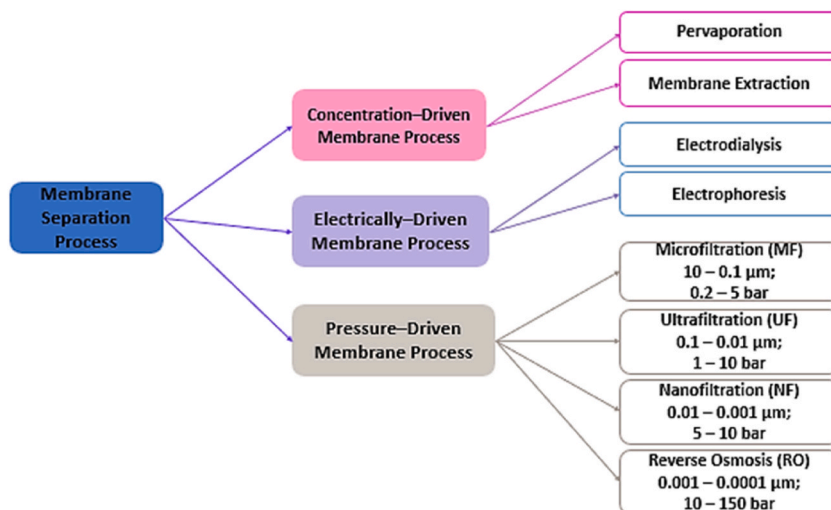 Membrane
Separation
Process
Concentration–Driven
Membrane Process
Electrically–Driven
Membrane Process
Pressure–Driven
Membrane Process
Pervaporation
Membrane Extraction
Electrodialysis
Electrophoresis
Microfiltration (MF)
10 – 0.1 µm;
0.2 – 5 bar
Ultrafiltration (UF)
0.1 – 0.01 µm;
1 – 10 bar
Nanofiltration (NF)
0.01 – 0.001 µm;
5 – 10 bar
Reverse Osmosis (RO)
0.001 – 0.0001 µm;
10 – 150 bar